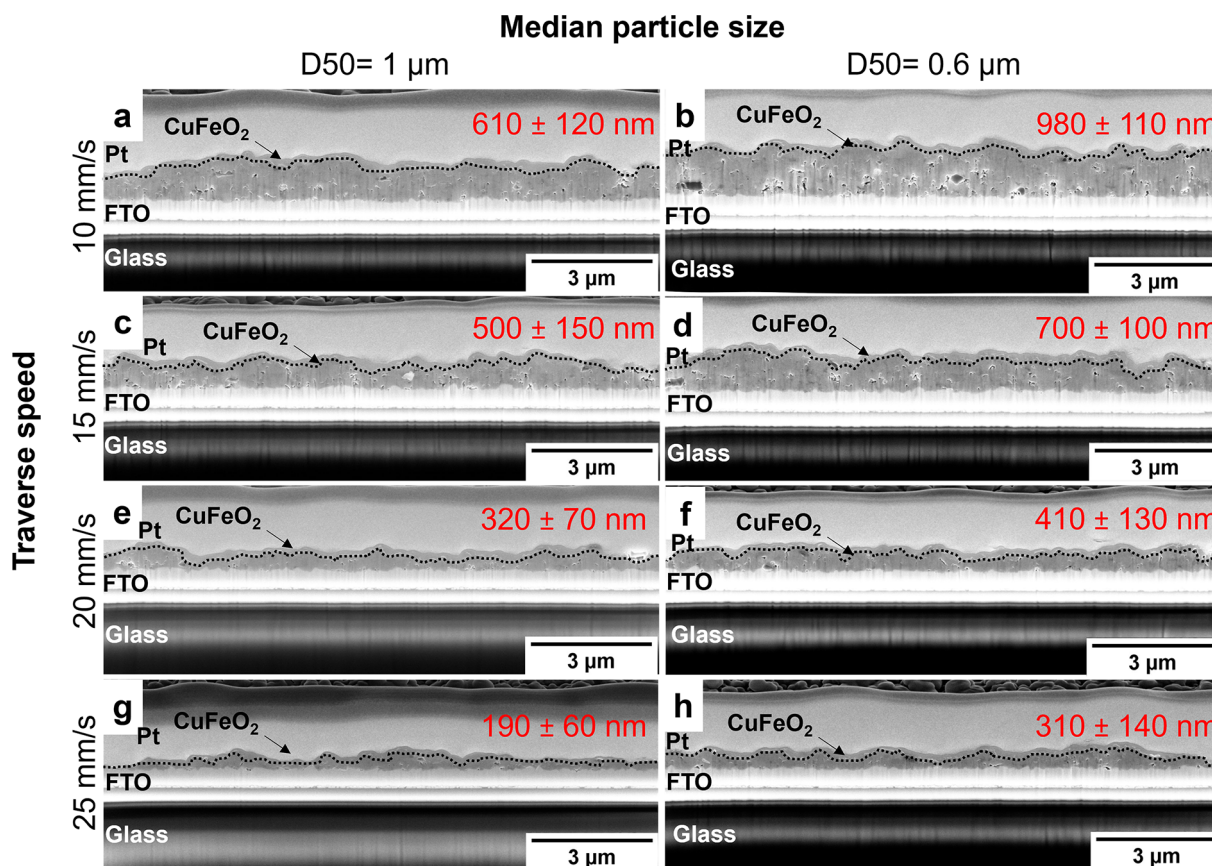 Median particle size
D50= 1 µm
D50= 0.6 µm
Traverse speed
10 mm/s
a
CuFeO2
610 ± 120 nm
Pt
FTO
Glass
3 µm
b
CuFeO2
980 ± 110 nm
Pt
FTO
Glass
3 µm
15 mm/s
c
CuFeO2
500 ± 150 nm
Pt
FTO
Glass
3 µm
d
CuFeO2
700 ± 100 nm
Pt
FTO
Glass
3 µm
20 mm/s
e
CuFeO2
320 ± 70 nm
Pt
FTO
Glass
3 µm
f
CuFeO2
410 ± 130 nm
Pt
FTO
Glass
3 µm
25 mm/s
g
CuFeO2
190 ± 60 nm
Pt
FTO
Glass
3 µm
h
CuFeO2
310 ± 140 nm
Pt
FTO
Glass
3 µm